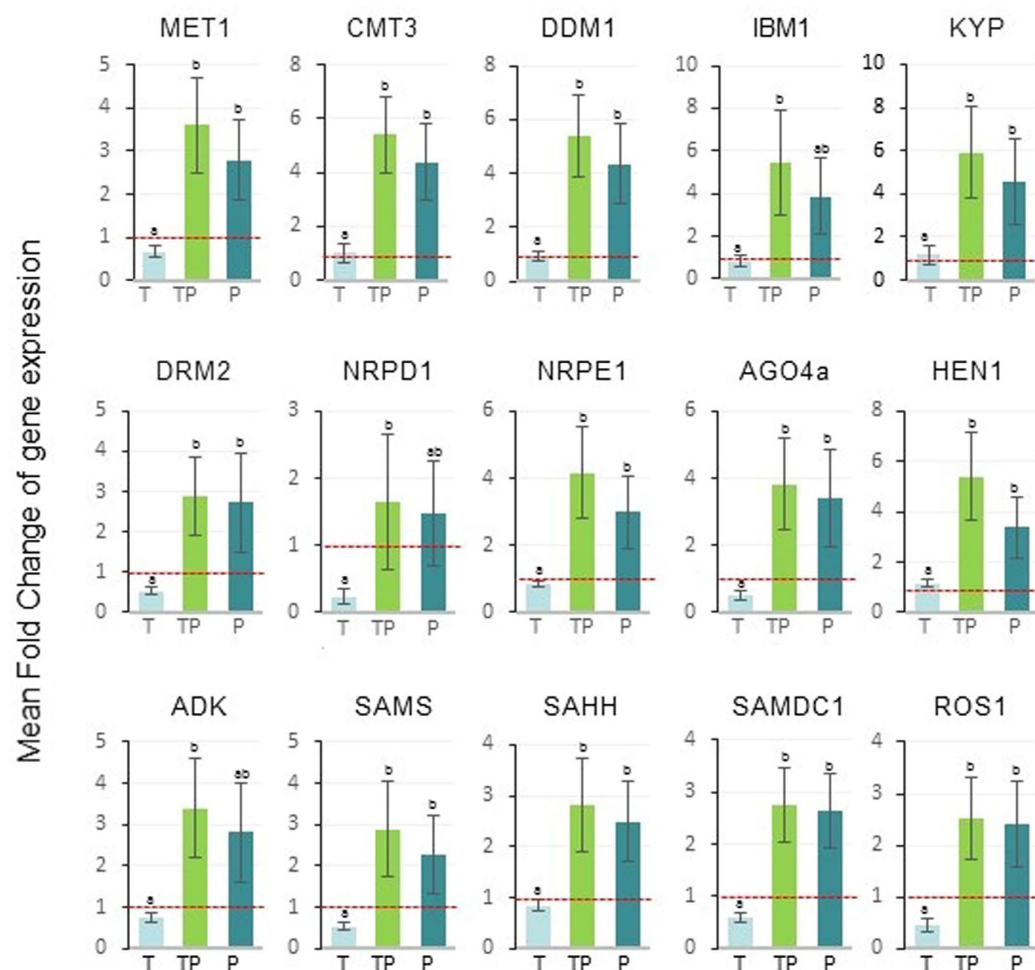 Mean Fold Change of gene expression
MET1 CMT3 DDM1 IBM1 KYP
5 4 3 2 1 0
a b b
T TP P
8 6 4 2 0
a b b
T TP P
8 6 4 2 0
a b b
T TP P
10 8 6 4 2 0
a b ab
T TP P
10 8 6 4 2 0
a b b
T TP P
DRM2 NRPD1 NRPE1 AGO4a HEN1
5 4 3 2 1 0
a b b
T TP P
3 2 1 0
a b ab
T TP P
6 4 2 0
a b b
T TP P
6 4 2 0
a b b
T TP P
8 6 4 2 0
a b b
T TP P
ADK SAMS SAHH SAMDC1 ROS1
5 4 3 2 1 0
a b ab
T TP P
5 4 3 2 1 0
a b b
T TP P
4 3 2 1 0
a b b
T TP P
4 3 2 1 0
a b b
T TP P
4 3 2 1 0
a b b
T TP P